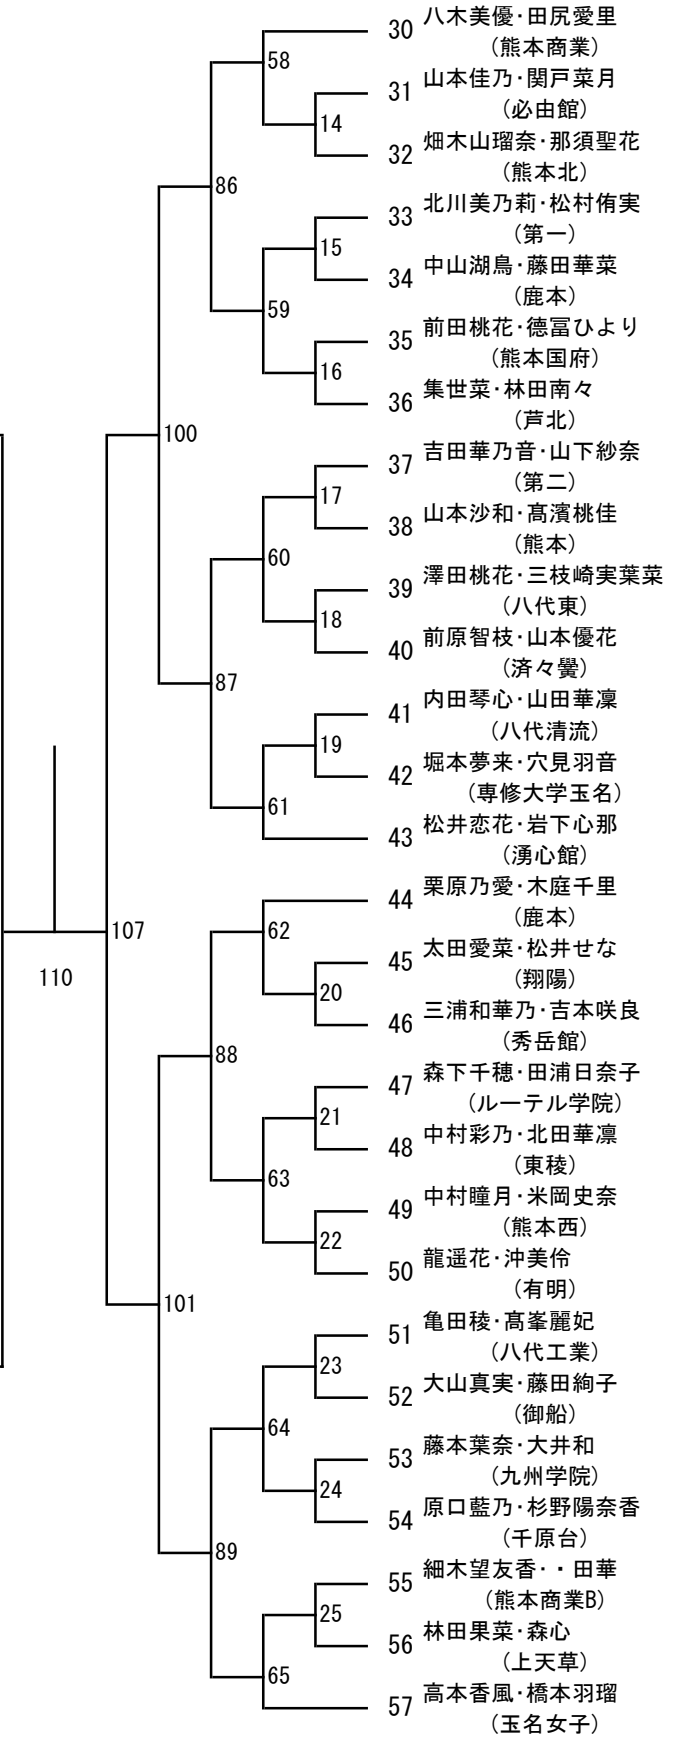 30 八木美優・田尻愛里
(熊本商業)
58
31 山本佳乃・関戸菜月
(必由館)
14
32 畑木山瑠奈・那須聖花
(熊本北)
86
33 北川美乃莉・松村侑実
(第一)
15
34 中山湖鳥・藤田華菜
(鹿本)
59
35 前田桃花・德冨ひより
(熊本国府)
16
36 集世菜・林田南々
(芦北)
100
37 吉田華乃音・山下紗奈
(第二)
17
38 山本沙和・髙濱桃佳
(熊本)
60
39 澤田桃花・三枝崎実葉菜
(八代東)
18
40 前原智枝・山本優花
(済々黌)
87
41 内田琴心・山田華凜
(八代清流)
19
42 堀本夢来・穴見羽音
(専修大学玉名)
61
43 松井恋花・岩下心那
(湧心館)
44 栗原乃愛・木庭千里
(鹿本)
107
62
110
45 太田愛菜・松井せな
(翔陽)
20
46 三浦和華乃・吉本咲良
(秀岳館)
88
47 森下千穂・田浦日奈子
(ルーテル学院)
21
48 中村彩乃・北田華凛
(東稜)
63
49 中村瞳月・米岡史奈
(熊本西)
22
50 龍遥花・沖美伶
(有明)
101
51 亀田稜・髙峯麗妃
(八代工業)
23
52 大山真実・藤田絢子
(御船)
64
53 藤本葉奈・大井和
(九州学院)
24
54 原口藍乃・杉野陽奈香
(千原台)
89
55 細木望友香・・田華
(熊本商業B)
25
56 林田果菜・森心
(上天草)
65
57 高本香風・橋本羽瑠
(玉名女子)